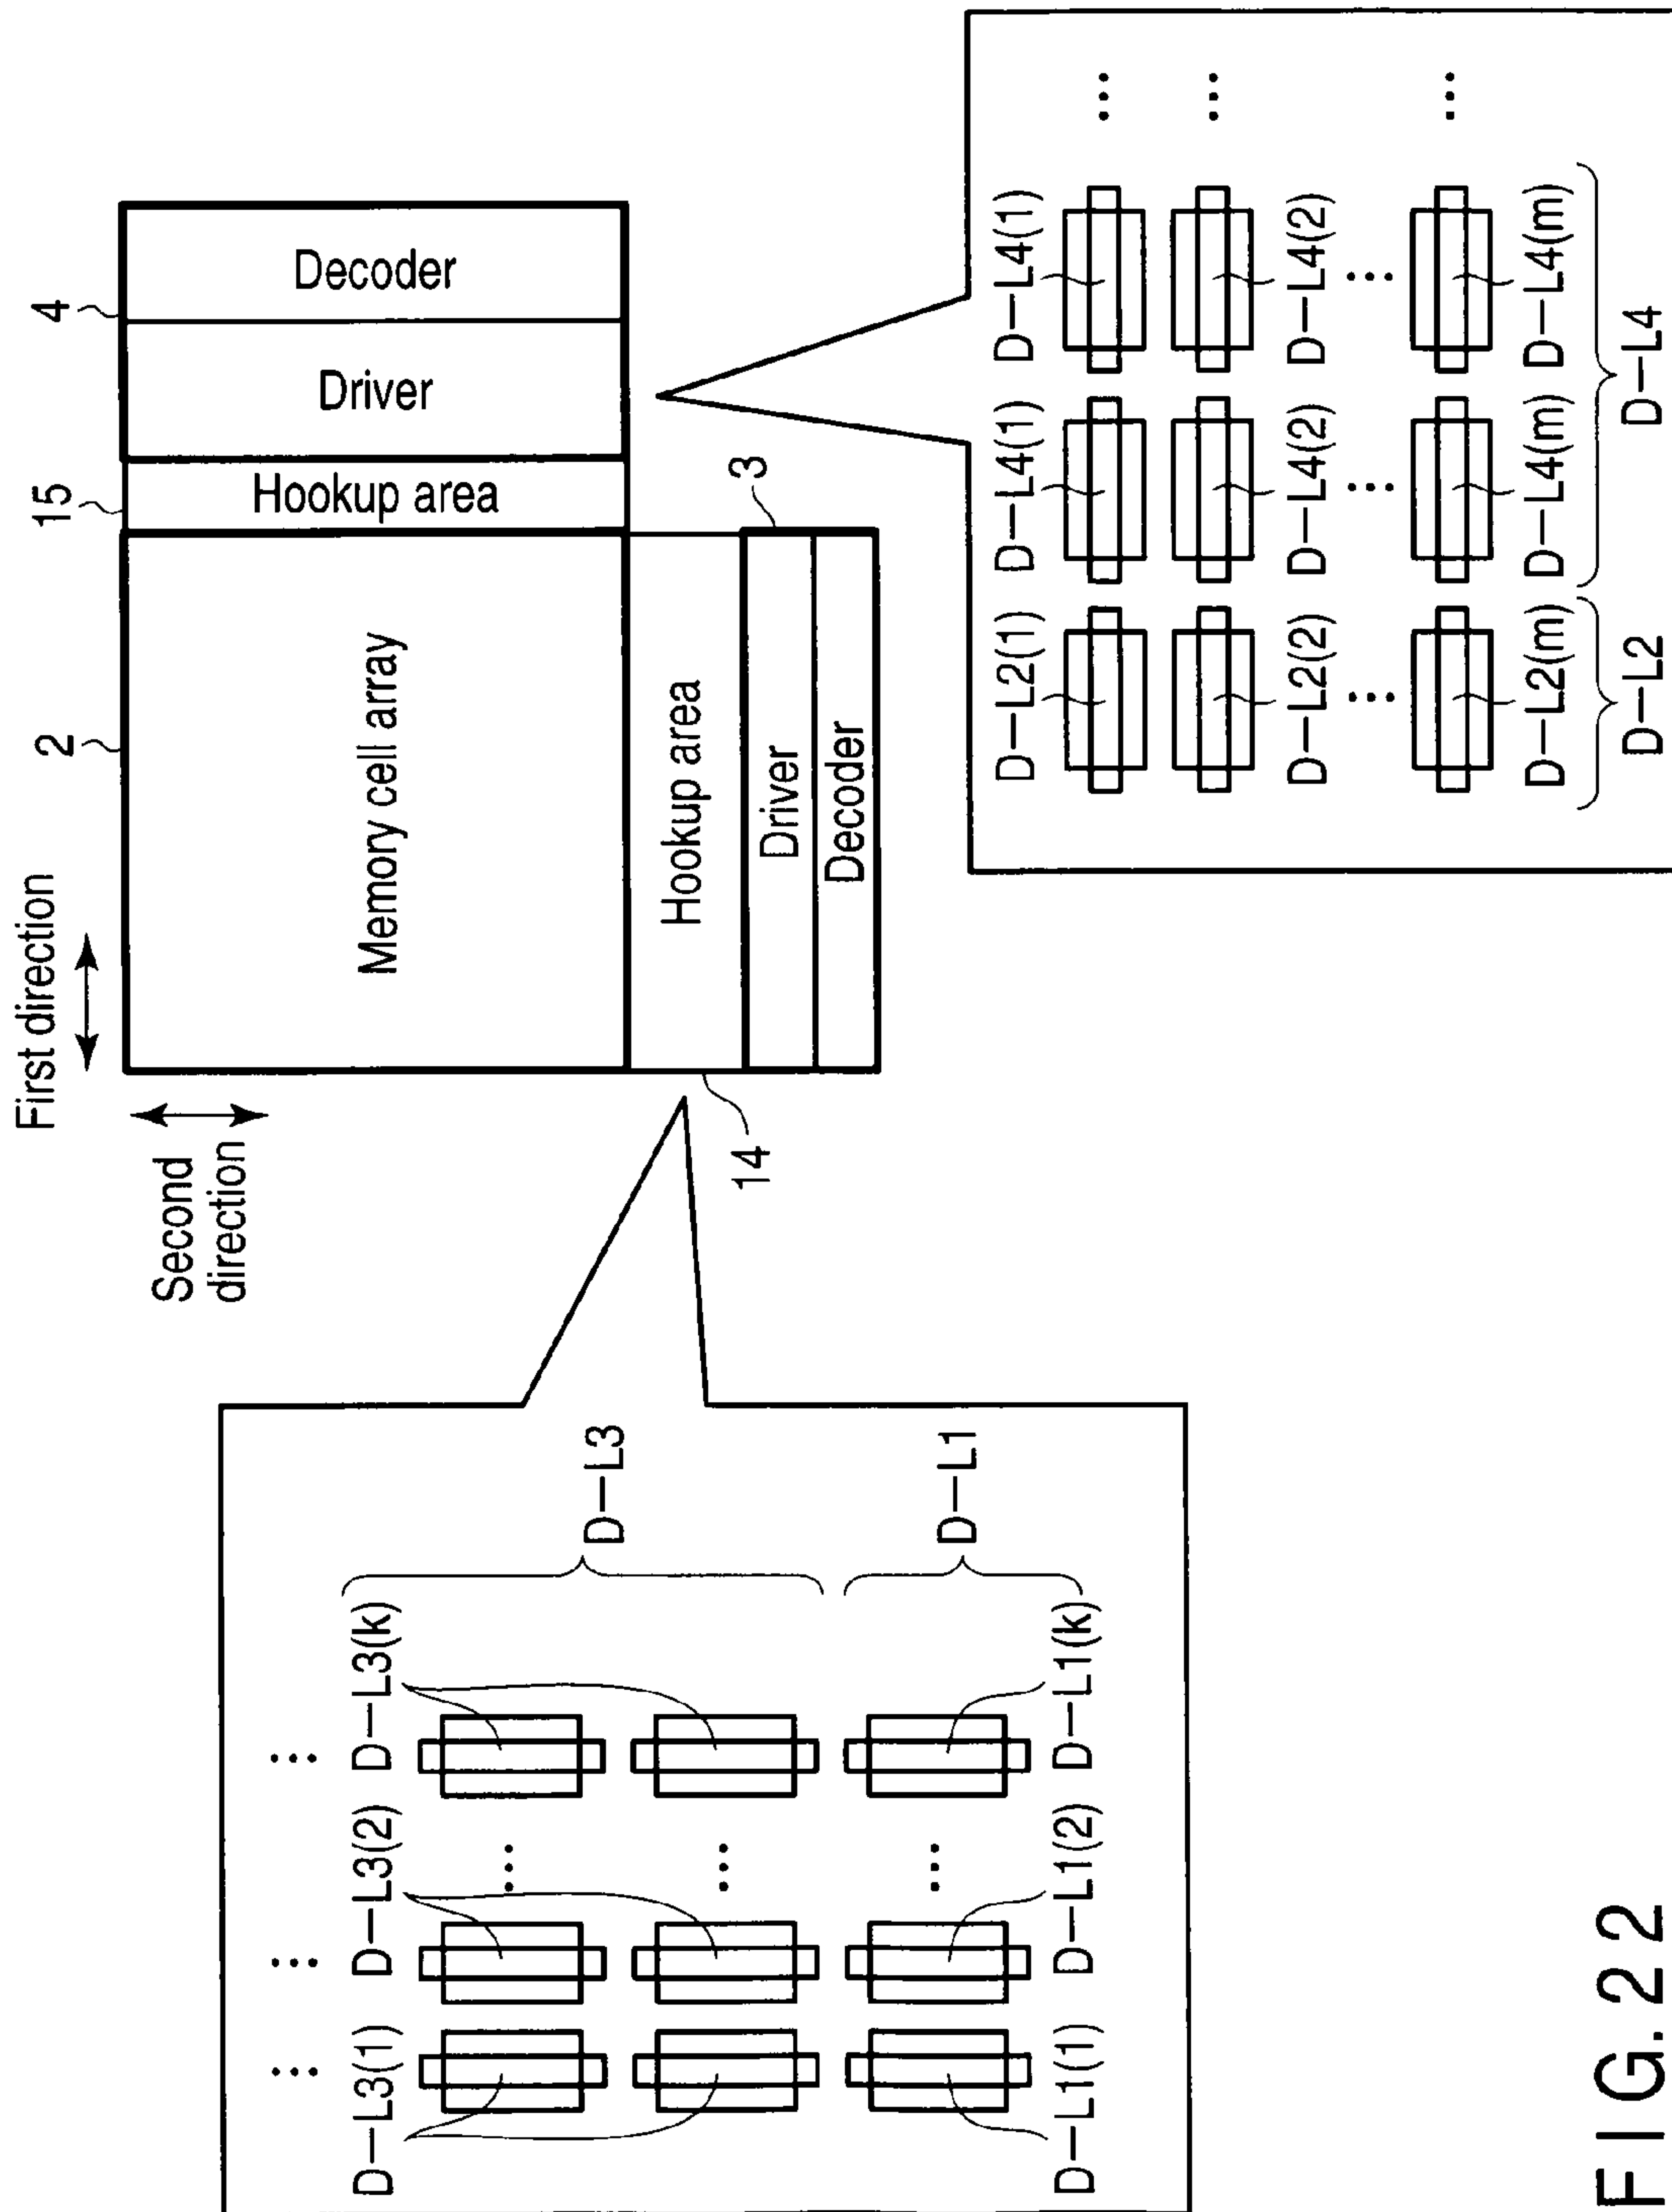 First direction
Second
direction
2
15
4
Memory cell array
Hookup area
Driver
Decoder
Hookup area
Driver
Decoder
3
14
⋮ ⋮ ⋮
D—L3(1) D—L3(2) D—L3(k)
... 
D—L3
...
...
D—L1
D—L1(1) D—L1(2) D—L1(k)
D—L2(1) D—L4(1) D—L4(1)
...
...
D—L2(2) D—L4(2) D—L4(2)
⋮ ⋮ ⋮
...
D—L2(m) D—L4(m) D—L4(m)
D—L2 D—L4
FIG. 22